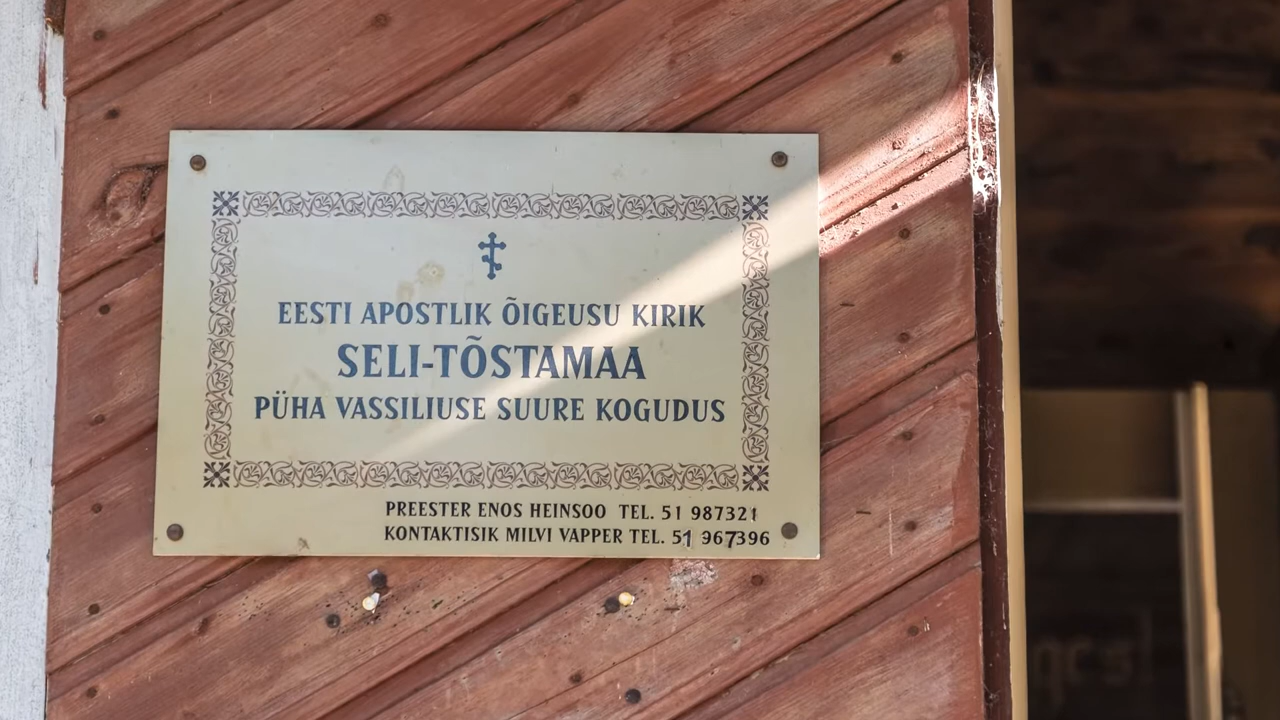 EESTI APOSTLIK ÕIGEUSU KIRIK
SELI-TÕSTAMAA
PÜHA VASSILIUSE SUURE KOGUDUS
PREESTER ENOS HEINSOO TEL. 51 987321
KONTAKTISIK MILVI VAPPER TEL. 51 967396